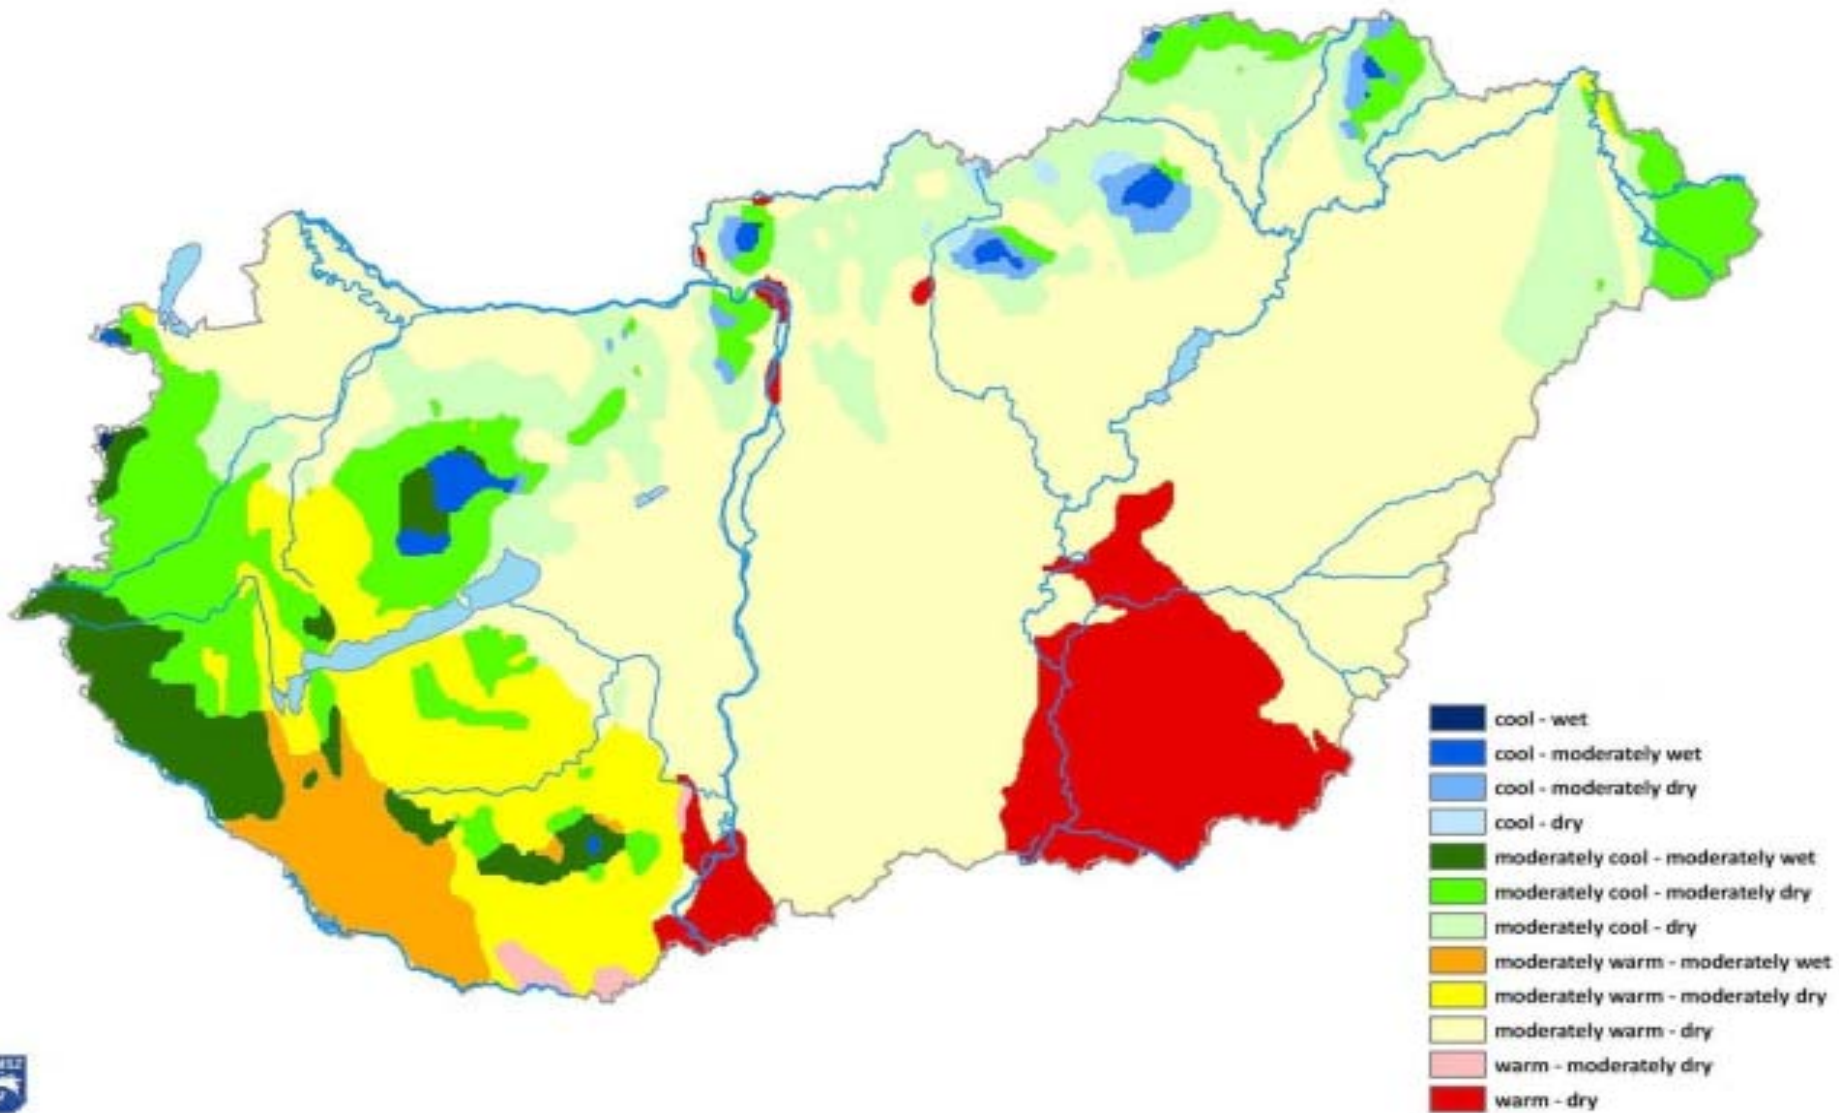 cool - wet
cool - moderately wet
cool - moderately dry
cool - dry
moderately cool - moderately wet
moderately cool - moderately dry
moderately cool - dry
moderately warm - moderately wet
moderately warm - moderately dry
moderately warm - dry
warm - moderately dry
warm - dry